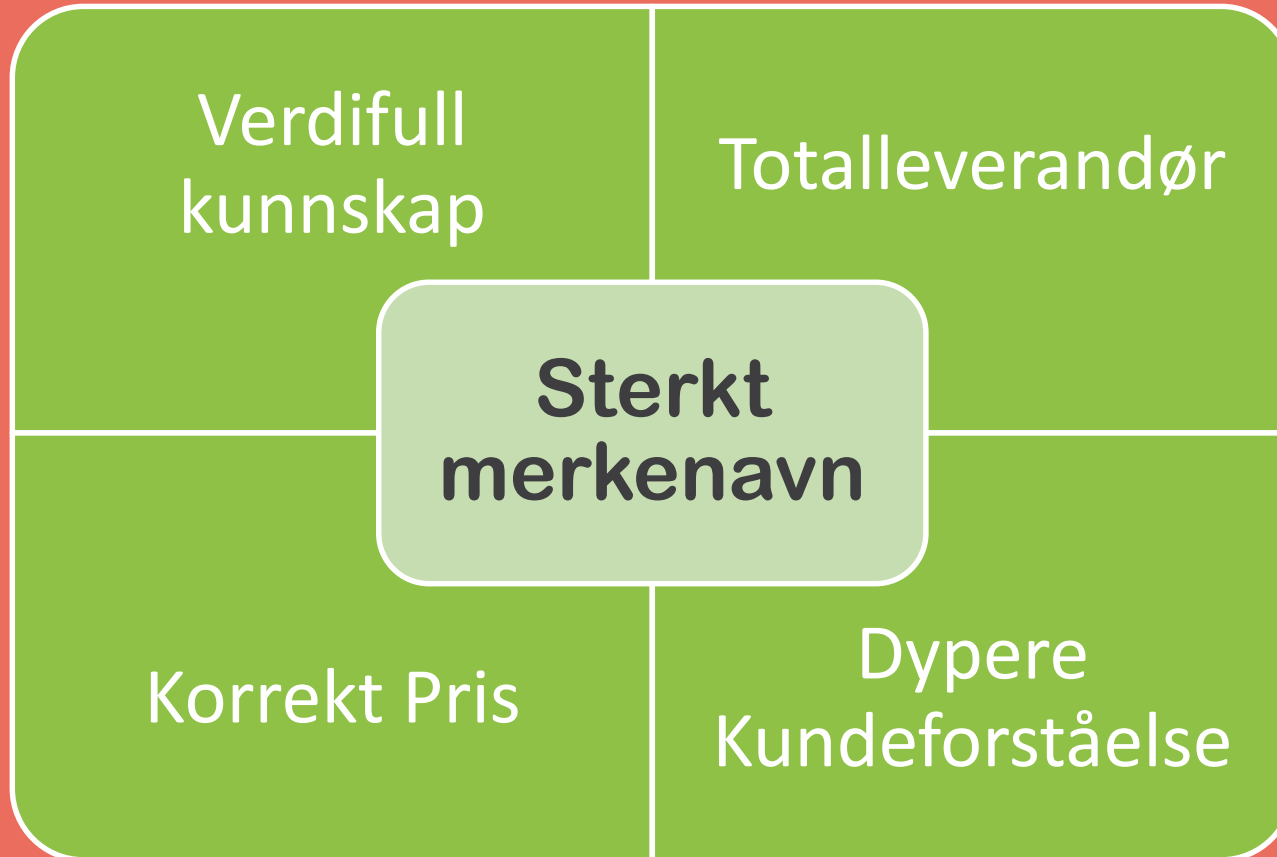 Verdifull
kunnskap
Totalleverandør
Sterkt
merkenavn
Korrekt Pris
Dypere
Kundeforståelse